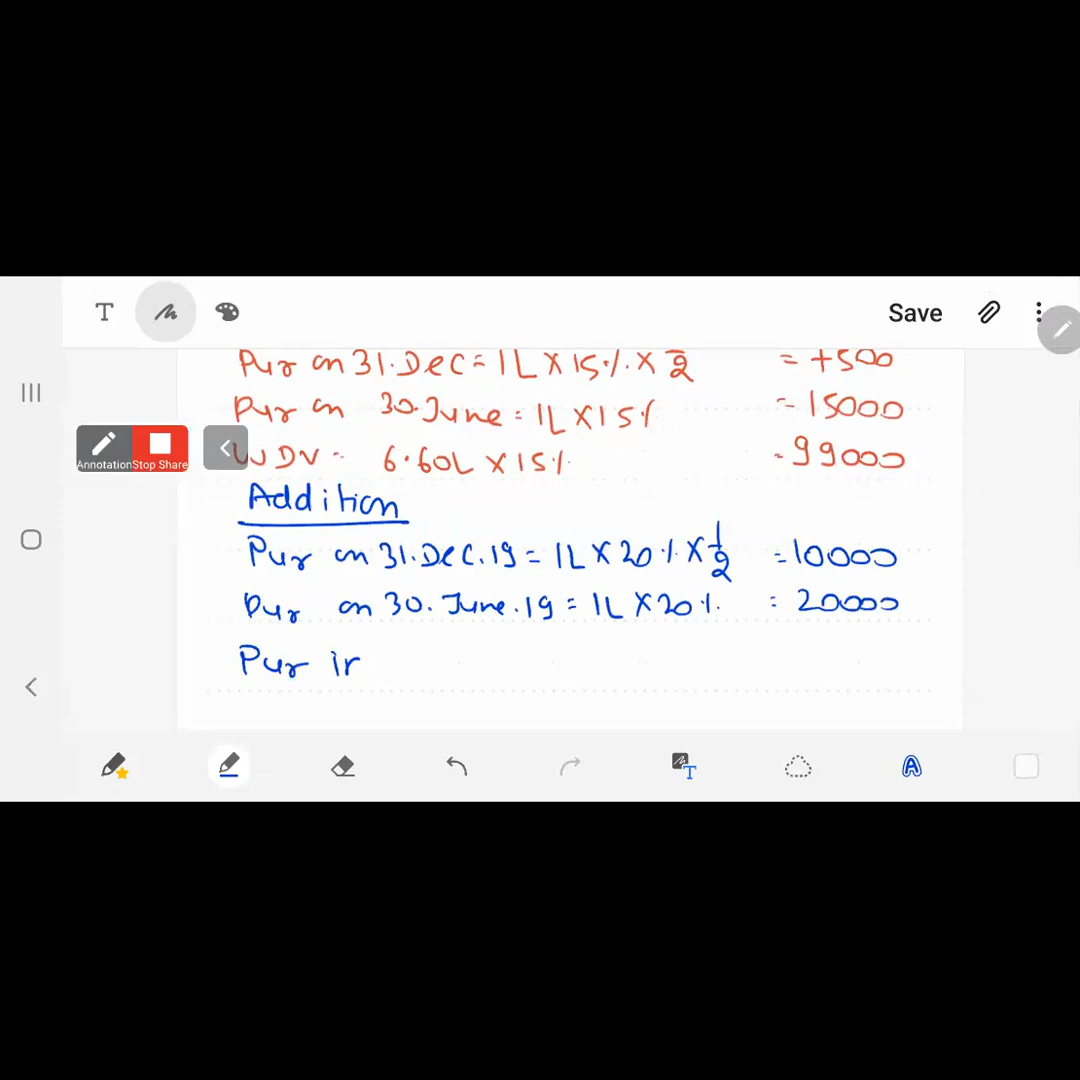 Save
Pur on 31.Dec = 1L X 15%. X 1/2 = 7500
Pur on 30.June = 1L X 15% = 15000
Annotation Stop Share
WDV = 6.60L X 15% = 99000
Addition
Pur on 31.Dec.19 = 1L X 20%. X 1/2 = 10000
Pur on 30.June.19 = 1L X 20%. = 20000
Pur in